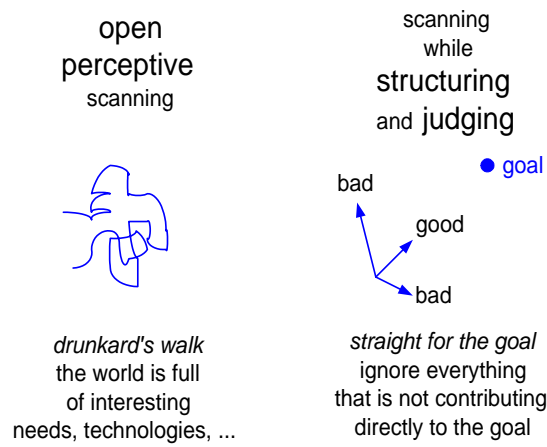 open
perceptive
scanning
drunkard's walk
the world is full
of interesting
needs, technologies, ...
scanning
while
structuring
and judging
goal
bad
good
bad
straight for the goal
ignore everything
that is not contributing
directly to the goal